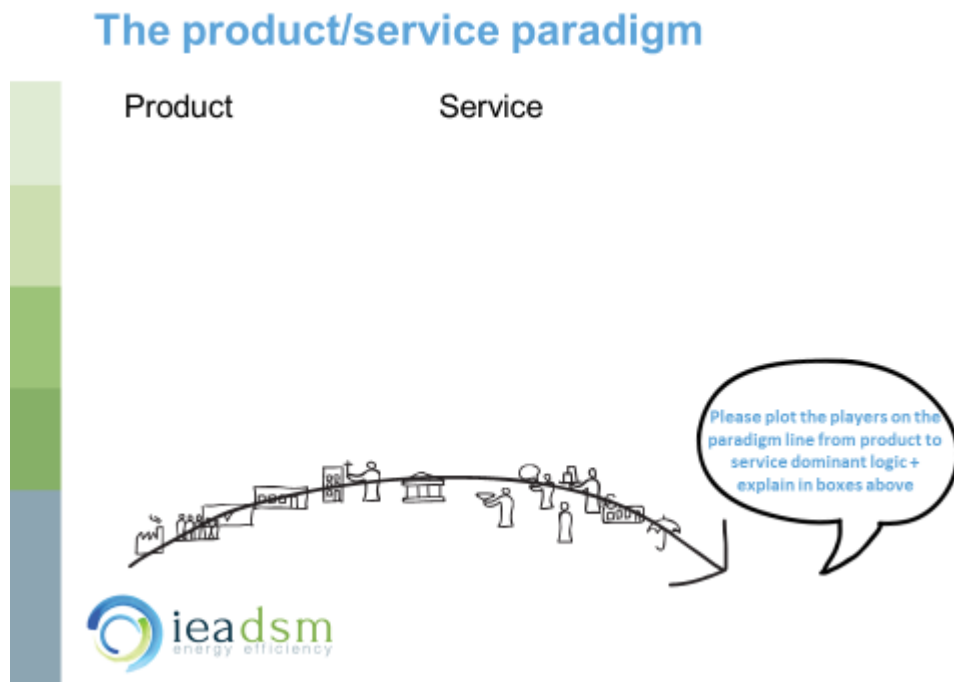 The product/service paradigm
Product Service
Please plot the players on the
paradigm line from product to
service dominant logic +
explain in boxes above
ieadsm
energy efficiency